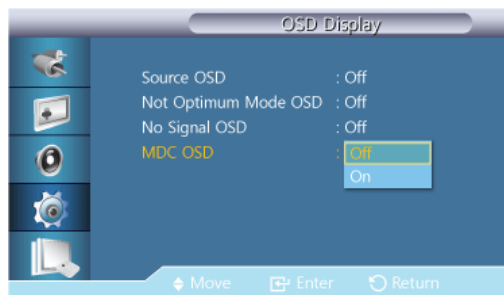 OSD Display
Source OSD : Off
Not Optimum Mode OSD : Off
No Signal OSD : Off
MDC OSD : Off
On
Move Enter Return